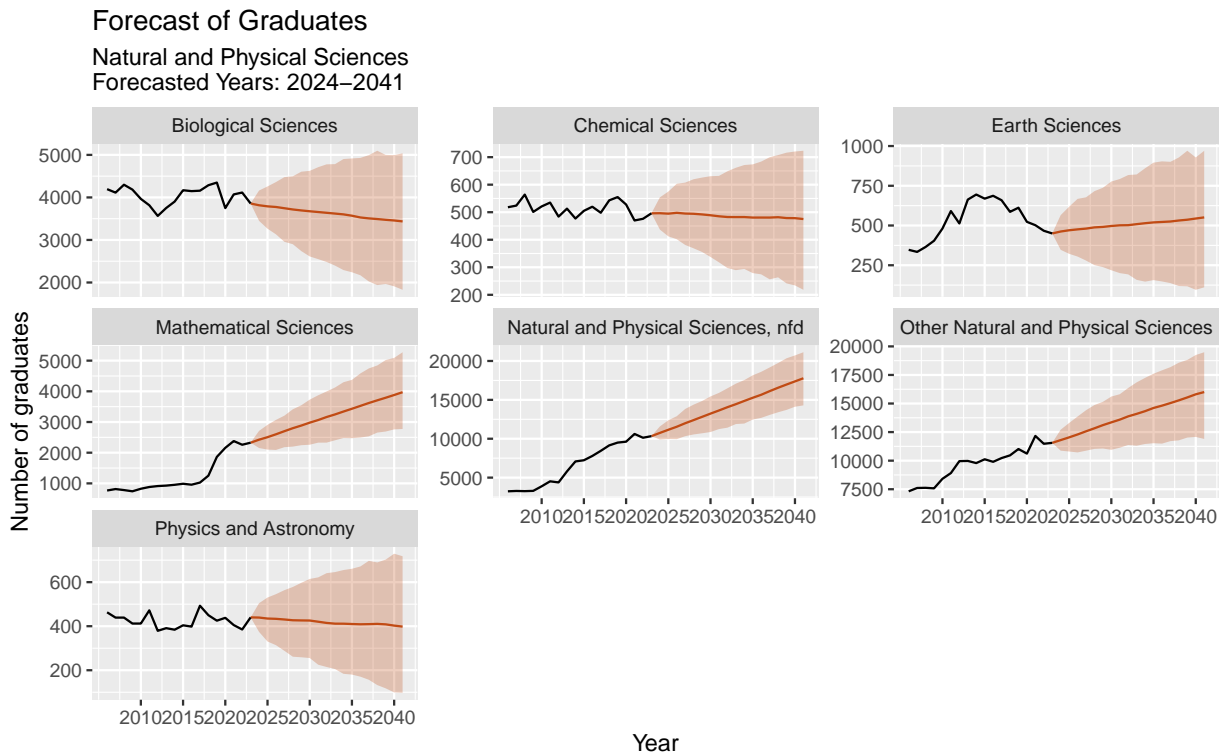 Forecast of Graduates
Natural and Physical Sciences
Forecasted Years: 2024–2041
Biological Sciences
Chemical Sciences
Earth Sciences
5000
4000
3000
2000
700
600
500
400
300
200
1000
750
500
250
Mathematical Sciences
Natural and Physical Sciences, nfd
Other Natural and Physical Sciences
5000
4000
3000
2000
1000
20000
15000
10000
5000
20000
17500
15000
12500
10000
7500
2010 2015 2020 2025 2030 2035 2040
2010 2015 2020 2025 2030 2035 2040
Physics and Astronomy
600
400
200
2010 2015 2020 2025 2030 2035 2040
Number of graduates
Year